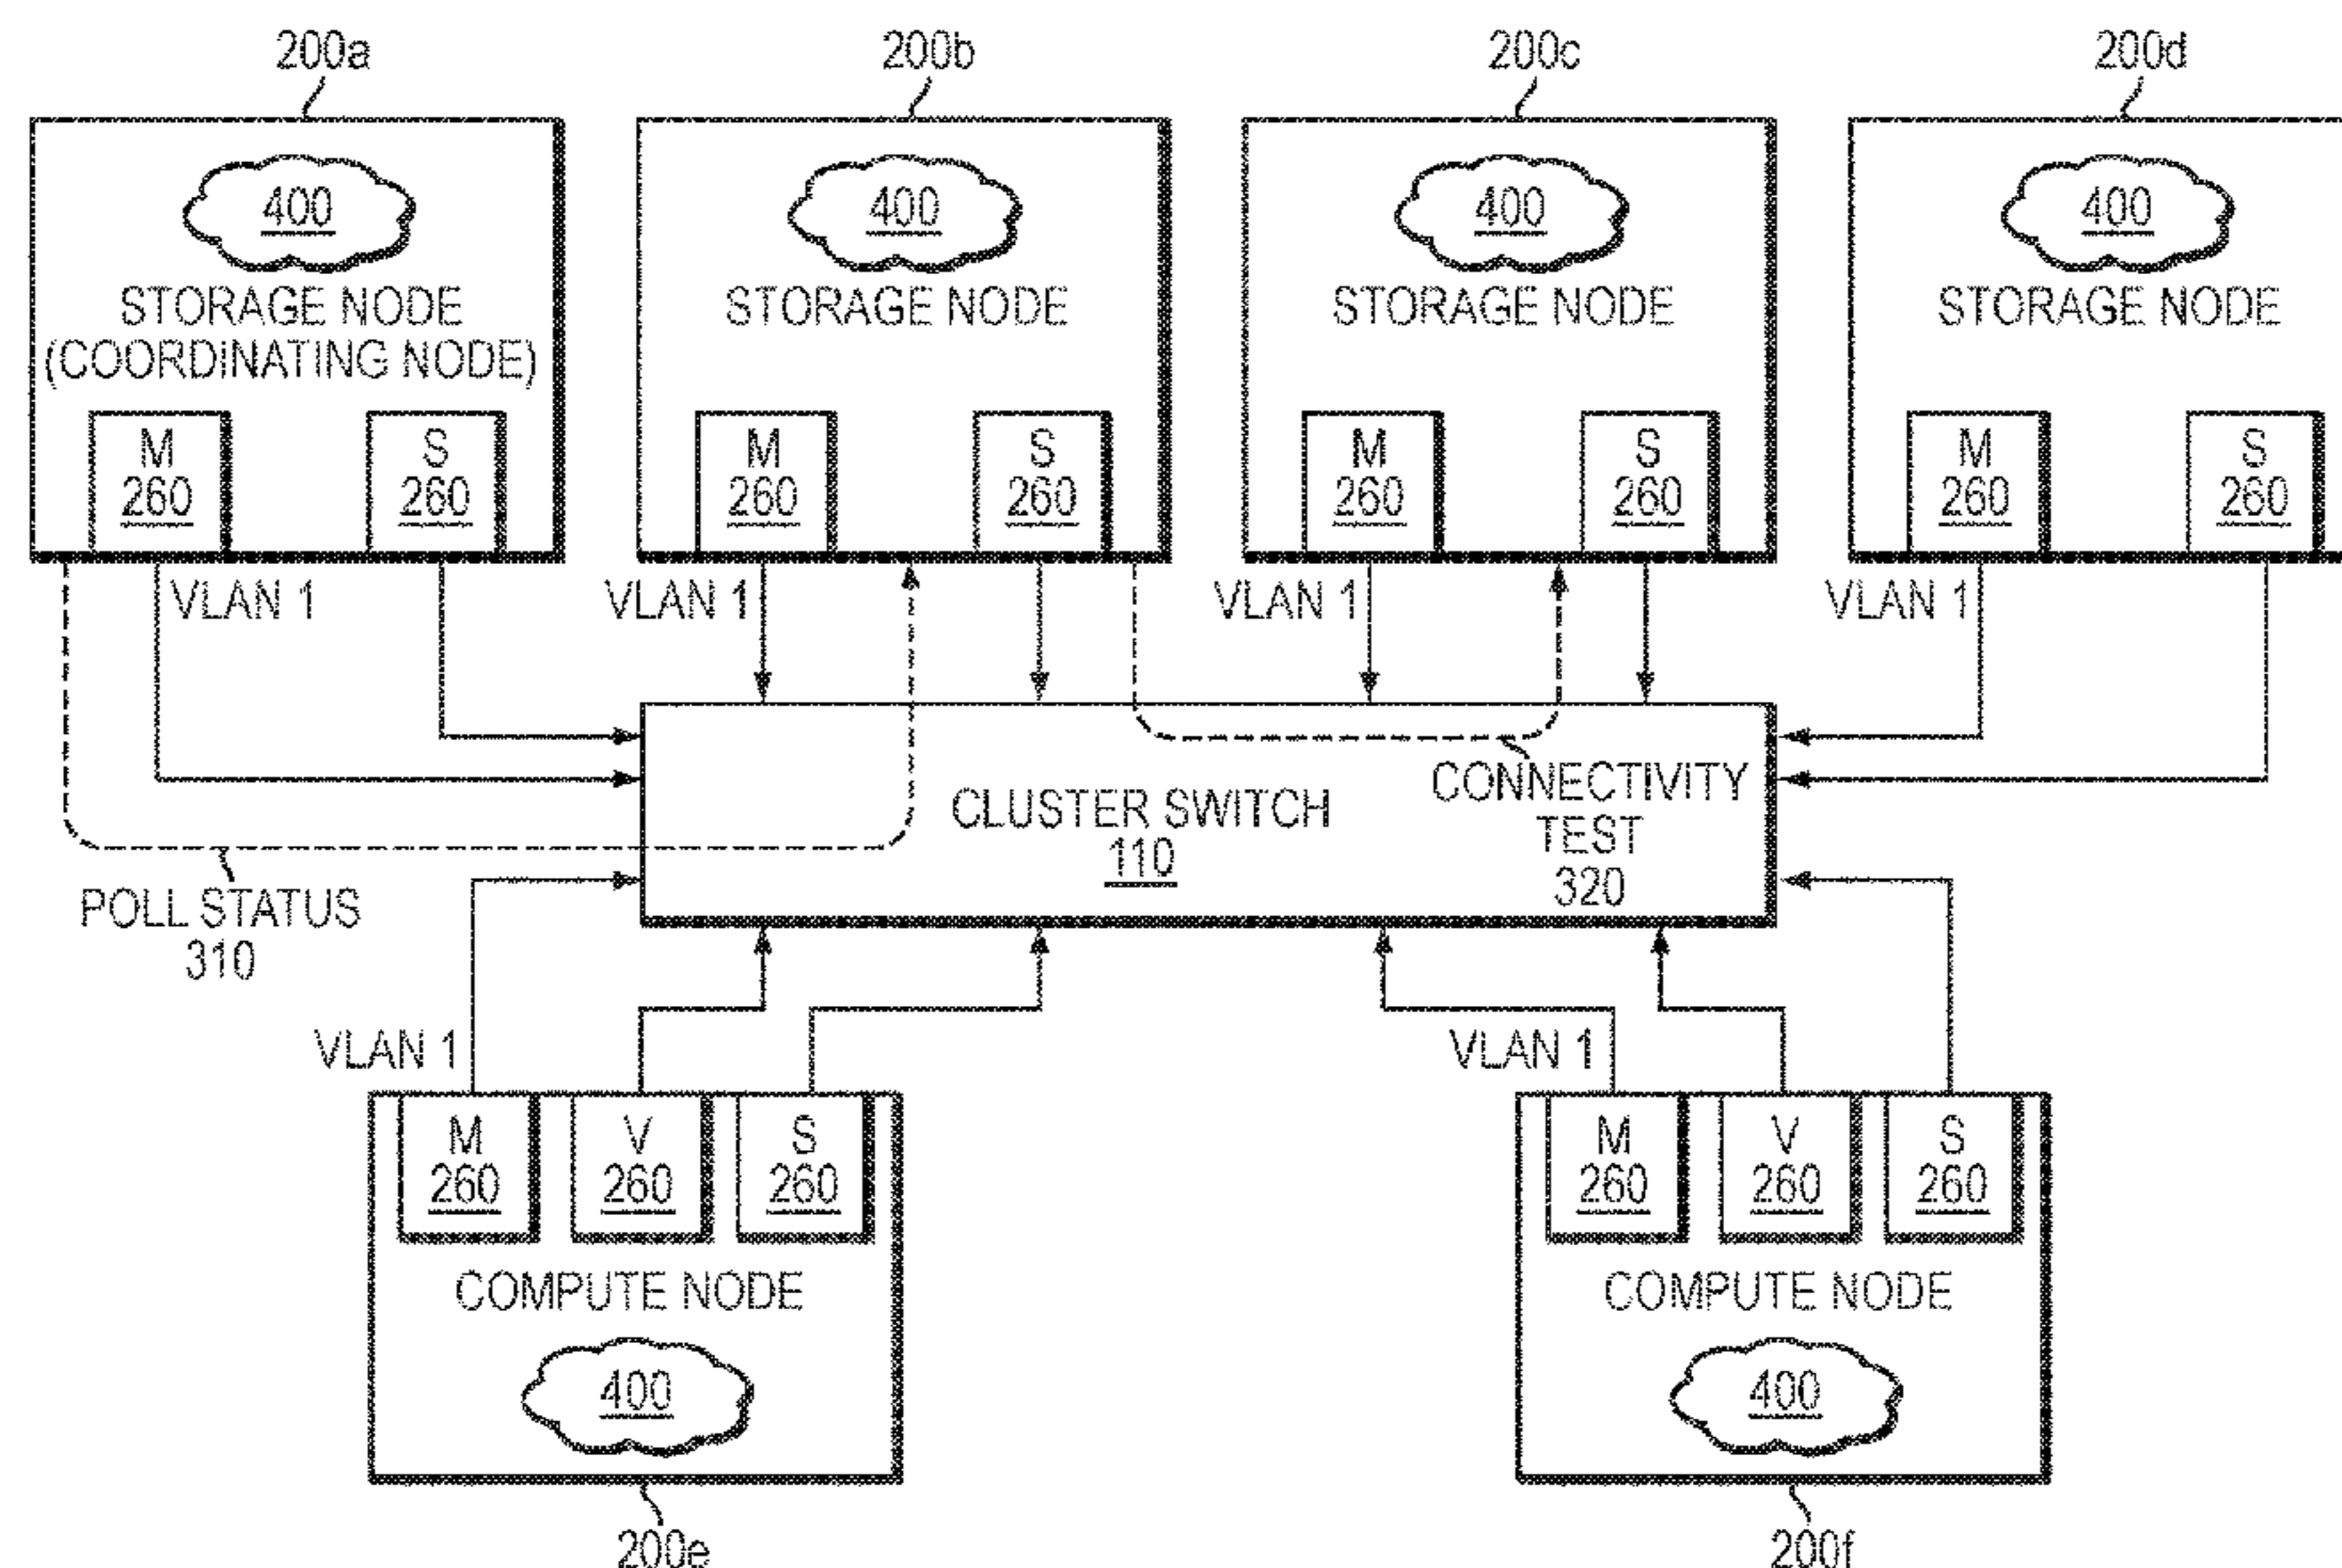 200a
200b
200c
200d
400
STORAGE NODE
(COORDINATING NODE)
M
260
S
260
400
STORAGE NODE
M
260
S
260
400
STORAGE NODE
M
260
S
260
400
STORAGE NODE
M
260
S
260
VLAN 1
VLAN 1
VLAN 1
VLAN 1
CLUSTER SWITCH
110
CONNECTIVITY
TEST
320
POLL STATUS
310
VLAN 1
VLAN 1
M
260
V
260
S
260
COMPUTE NODE
400
M
260
V
260
S
260
COMPUTE NODE
400
200e
200f